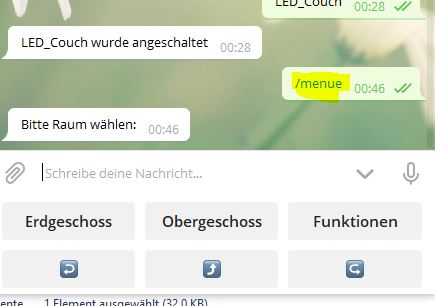 LED_Couch
00:28
LED_Couch wurde angeschaltet 00:28
/menue 00:46
Bitte Raum wählen: 00:46
Schreibe deine Nachricht...
Erdgeschoss Obergeschoss Funktionen
1 Element ausgewählt (32,0 KB)